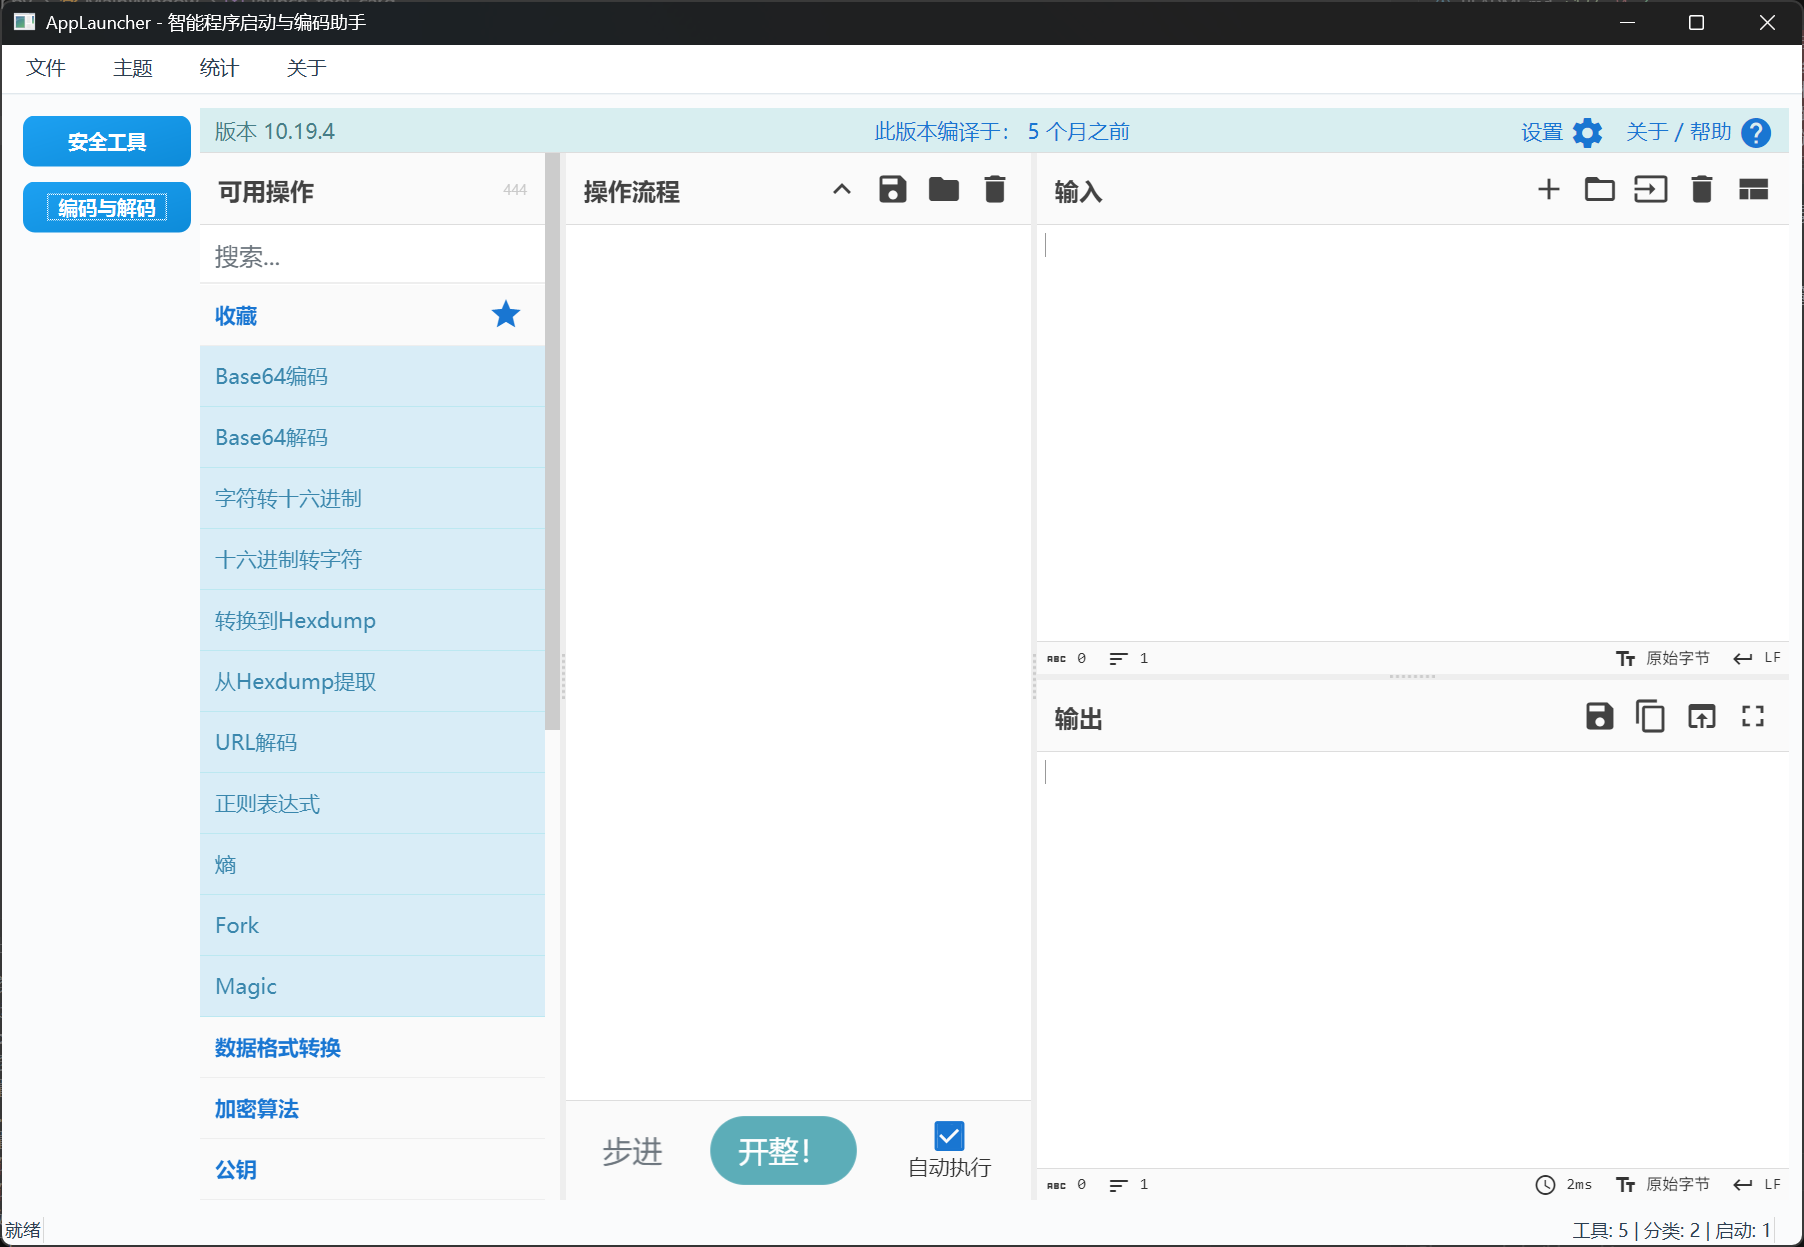 AppLauncher - 智能程序启动与编码助手
文件 主题 统计 关于
安全工具
编码与解码
版本 10.19.4
此版本编译于： 5 个月之前
设置
关于 / 帮助
可用操作 444
搜索...
收藏
Base64编码
Base64解码
字符转十六进制
十六进制转字符
转换到Hexdump
从Hexdump提取
URL解码
正则表达式
熵
Fork
Magic
数据格式转换
加密算法
公钥
操作流程
步进
开整！
自动执行
输入
ABC 0 1 Tт 原始字节 LF
输出
ABC 0 1 2ms Tт 原始字节 LF
就绪
工具: 5 | 分类: 2 | 启动: 1